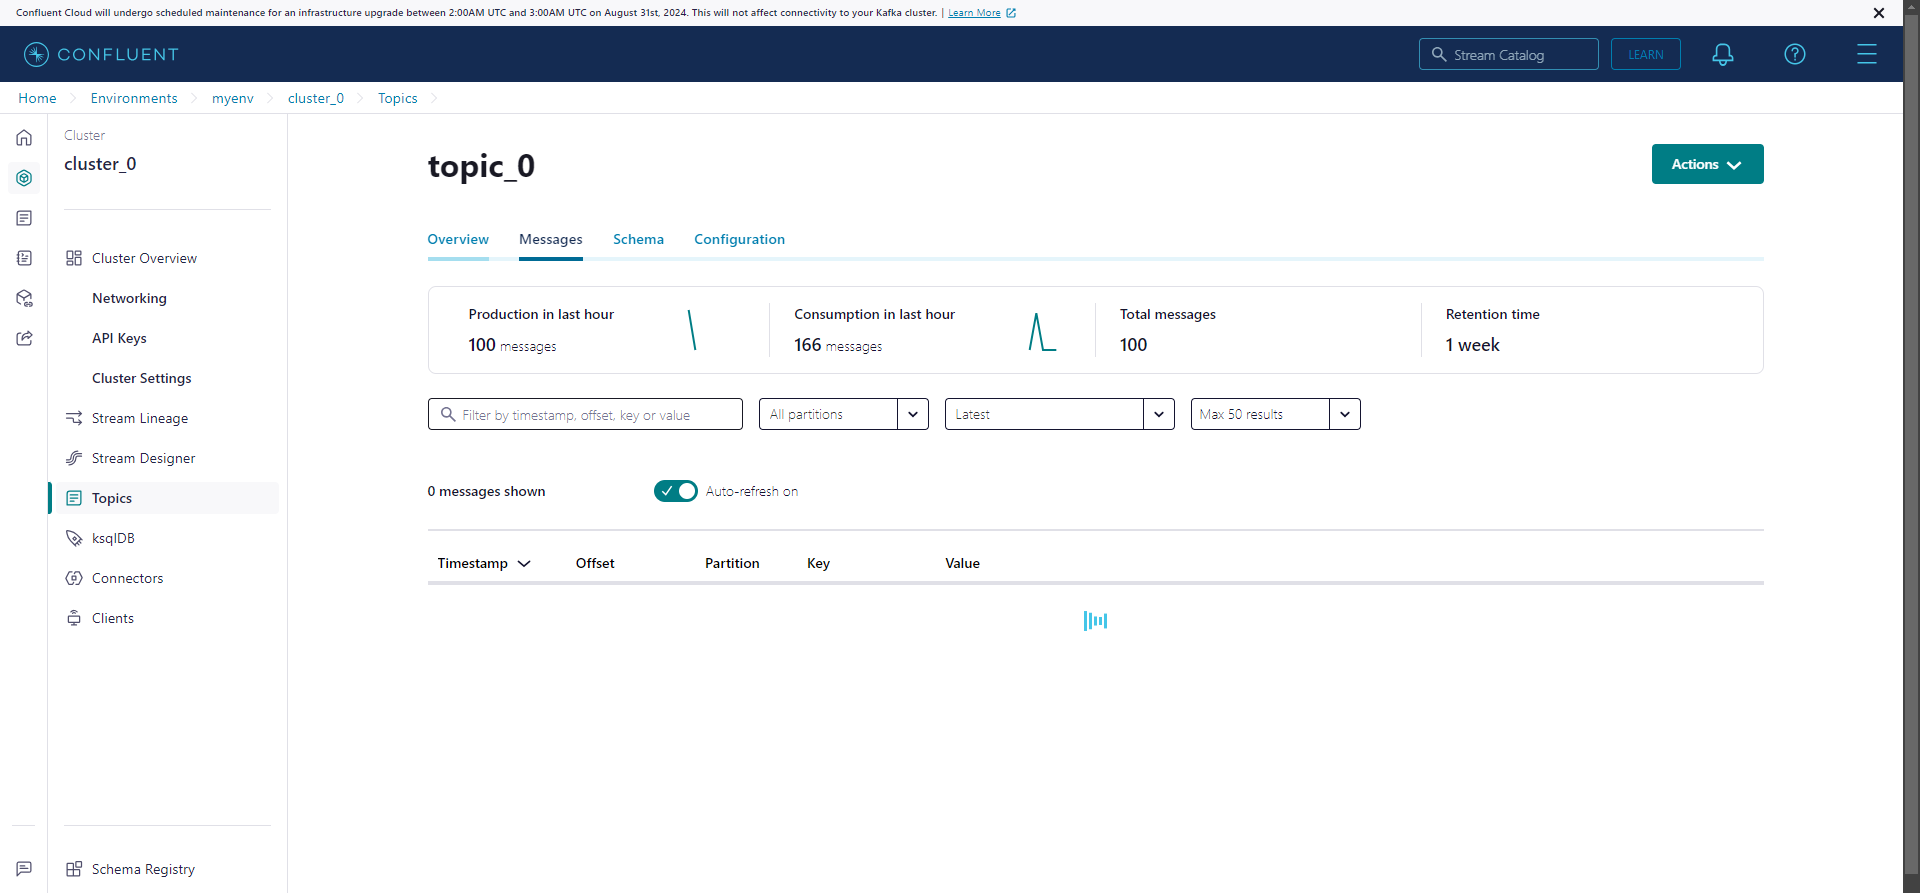 Confluent Cloud will undergo scheduled maintenance for an infrastructure upgrade between 2:00AM UTC and 3:00AM UTC on August 31st, 2024. This will not affect connectivity to your Kafka cluster. | Learn More
CONFLUENT
Stream Catalog
LEARN
Home
Environments
myenv
cluster_0
Topics
Cluster
cluster_0
Cluster Overview
Networking
API Keys
Cluster Settings
Stream Lineage
Stream Designer
Topics
ksqlDB
Connectors
Clients
Schema Registry
topic_0
Actions
Overview
Messages
Schema
Configuration
Production in last hour
100 messages
Consumption in last hour
166 messages
Total messages
100
Retention time
1 week
Filter by timestamp, offset, key or value
All partitions
Latest
Max 50 results
0 messages shown
Auto-refresh on
Timestamp
Offset
Partition
Key
Value